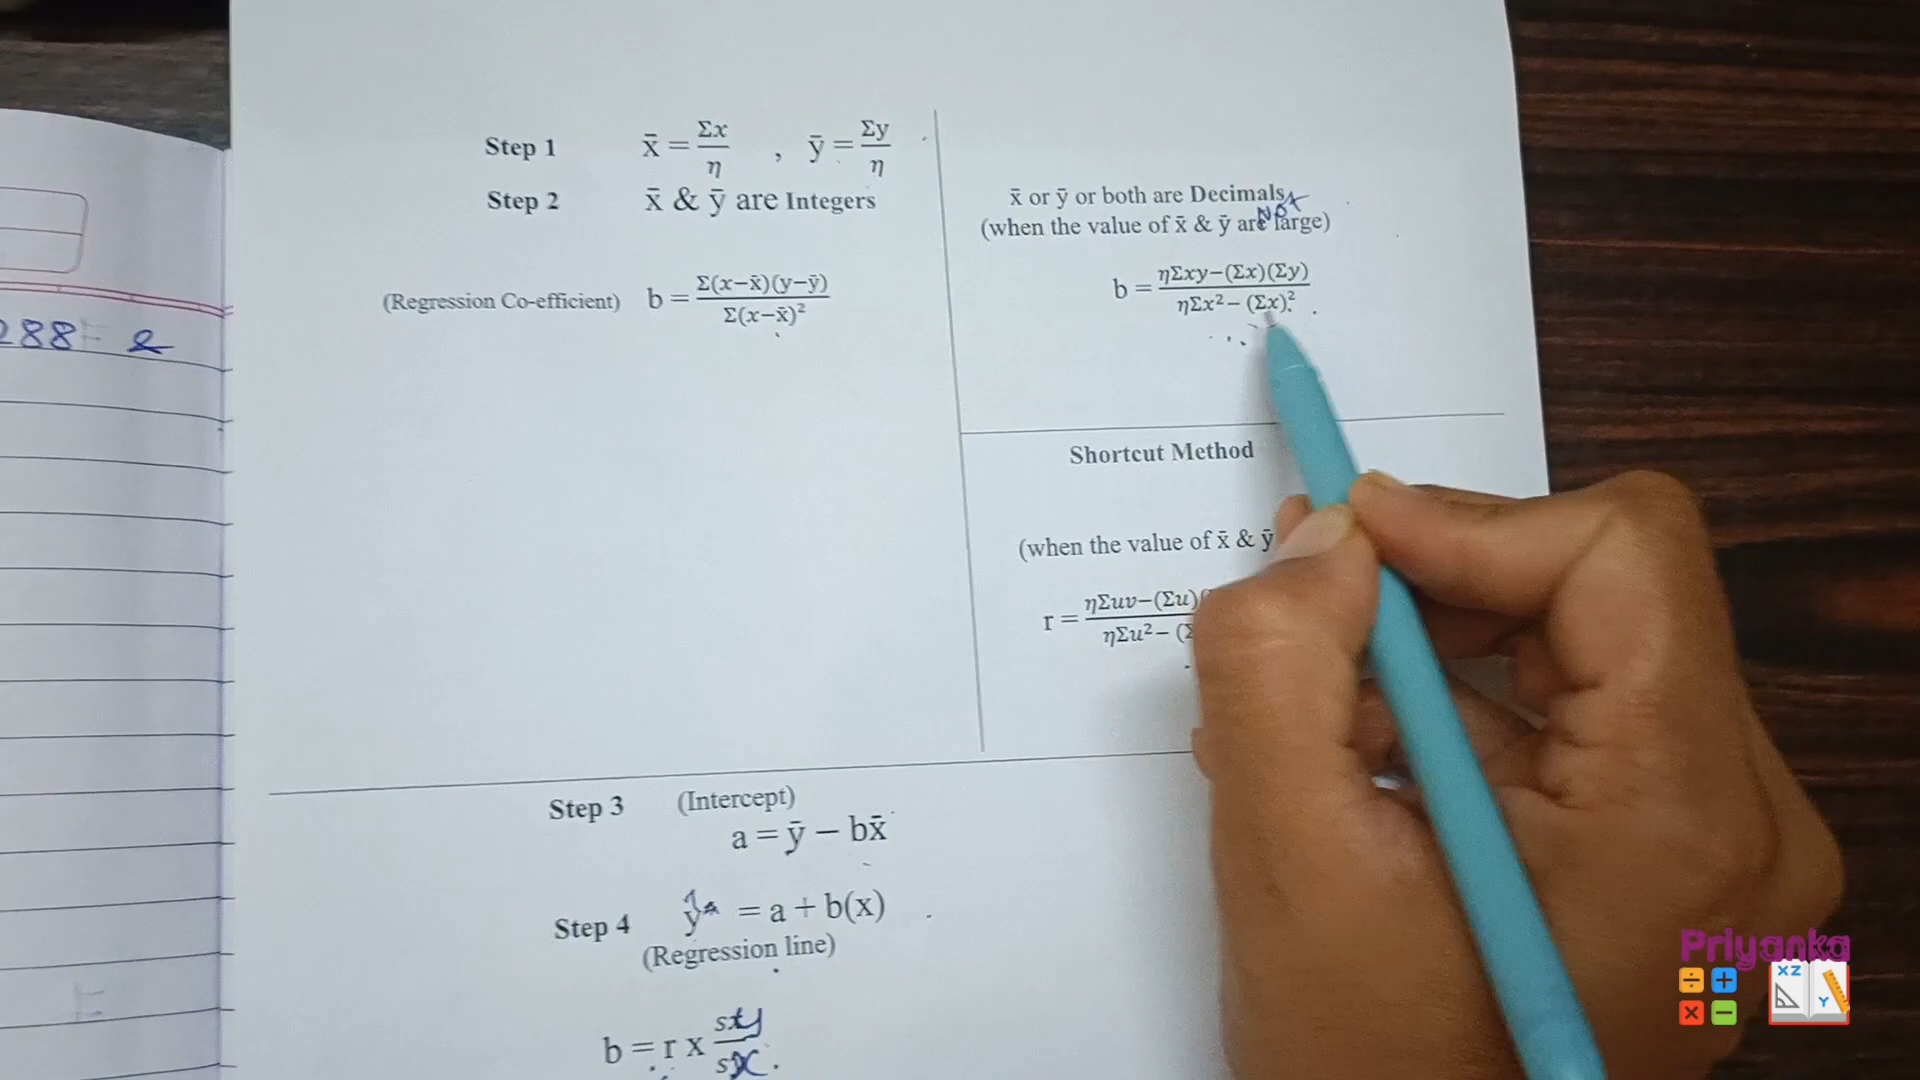 Step 1 x̄ = Σx/η , ȳ = Σy/η
Step 2 x̄ & ȳ are Integers
(Regression Co-efficient) b = Σ(x−x̄)(y−ȳ)/Σ(x−x̄)²
x̄ or ȳ or both are Decimals
(when the value of x̄ & ȳ are NO large)
b = ηΣxy−(Σx)(Σy)/ηΣx²− (Σx)²
Shortcut Method
(when the value of x̄ & ȳ
r = ηΣuv−(Σu)/ηΣu²− (Σ
Step 3 (Intercept)
a = ȳ − bx̄
Step 4 ŷ = a + b(x)
(Regression line)
b = r x sy/sx
288
Priyanka
XZ
Y